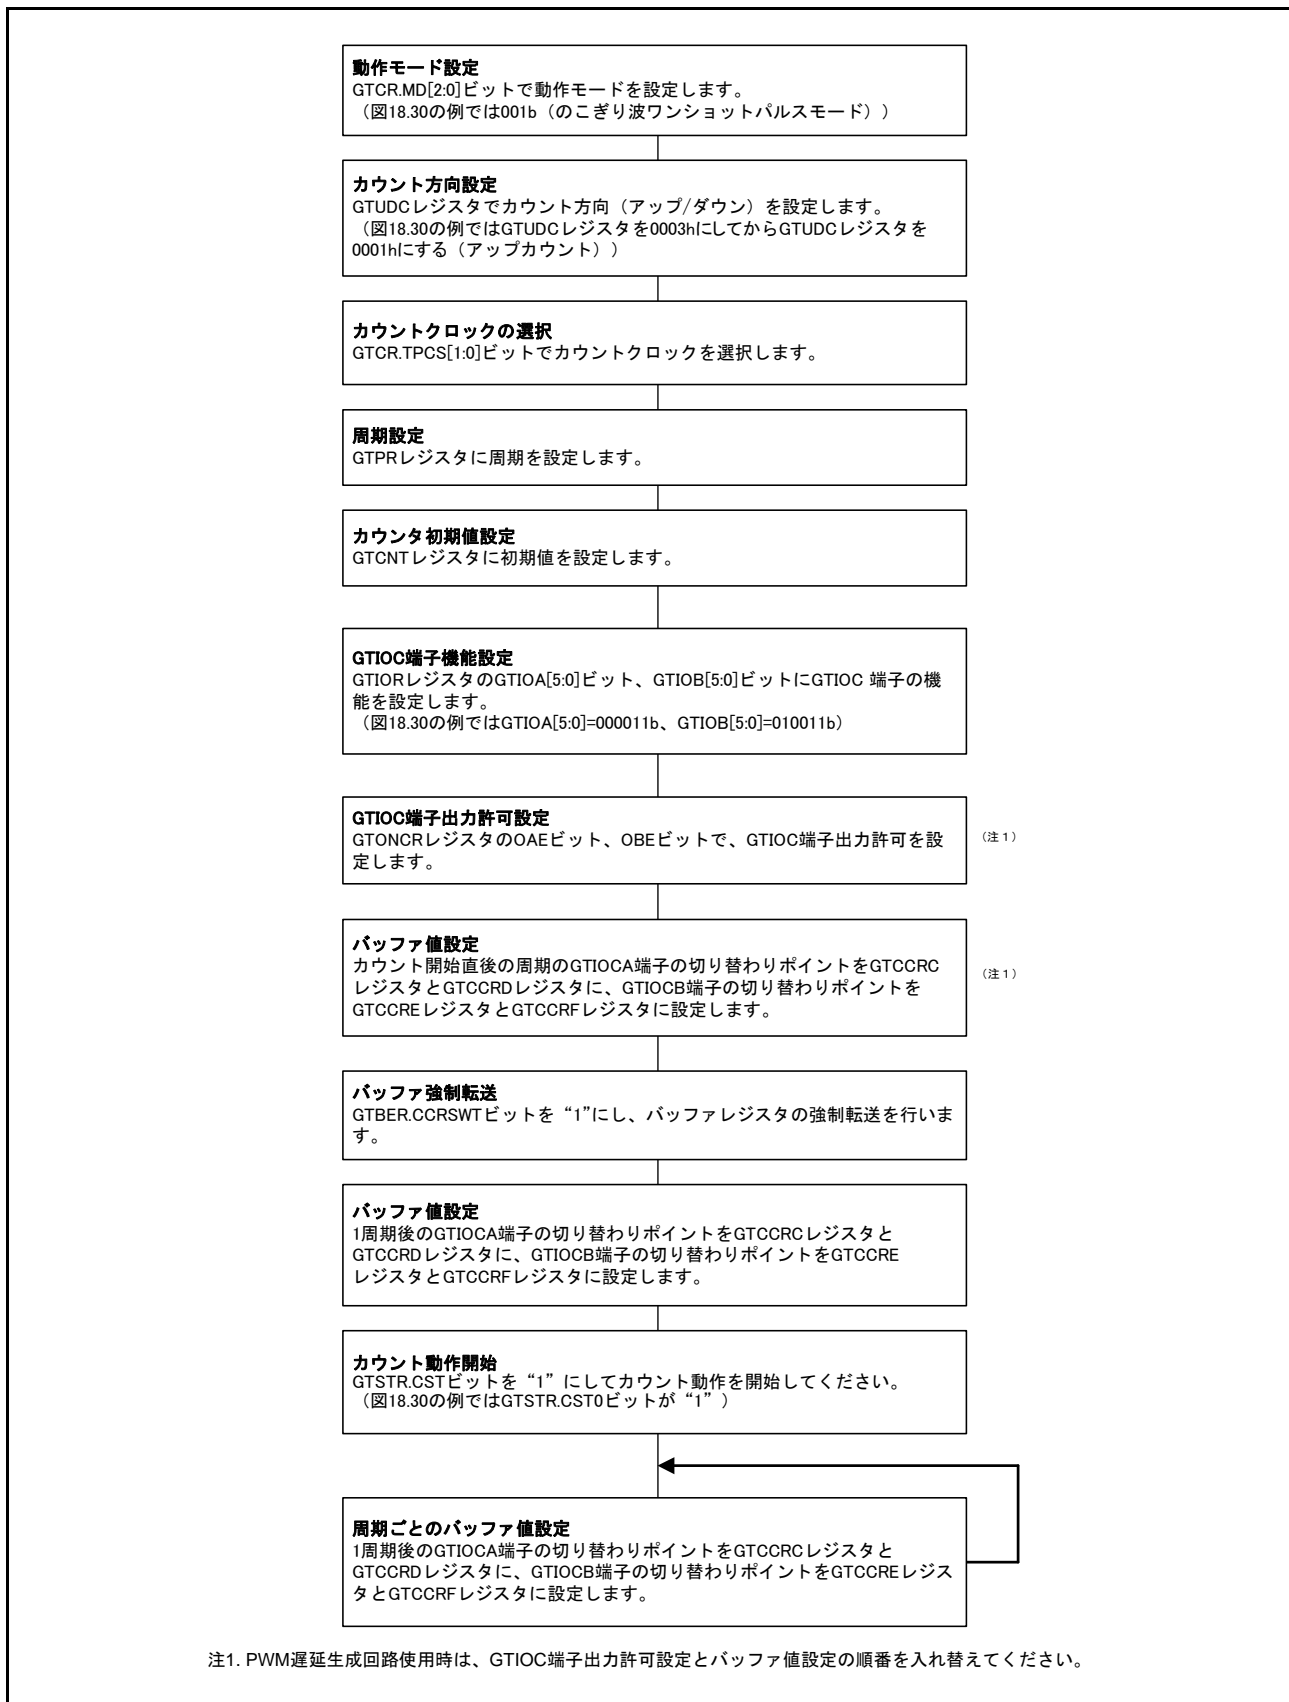 動作モード設定
GTCR.MD[2:0]ビットで動作モードを設定します。
（図18.30の例では001b（のこぎり波ワンショットパルスモード））
カウント方向設定
GTUDCレジスタでカウント方向（アップ/ダウン）を設定します。
（図18.30の例ではGTUDCレジスタを0003hにしてからGTUDCレジスタを
0001hにする（アップカウント））
カウントクロックの選択
GTCR.TPCS[1:0]ビットでカウントクロックを選択します。
周期設定
GTPRレジスタに周期を設定します。
カウンタ初期値設定
GTCNTレジスタに初期値を設定します。
GTIOC端子機能設定
GTIORレジスタのGTIOA[5:0]ビット、GTIOB[5:0]ビットにGTIOC 端子の機
能を設定します。
（図18.30の例ではGTIOA[5:0]=000011b、GTIOB[5:0]=010011b）
GTIOC端子出力許可設定
GTONCRレジスタのOAEビット、OBEビットで、GTIOC端子出力許可を設
定します。
（注１）
バッファ値設定
カウント開始直後の周期のGTIOCA端子の切り替わりポイントをGTCCRC
レジスタとGTCCRDレジスタに、GTIOCB端子の切り替わりポイントを
GTCCREレジスタとGTCCRFレジスタに設定します。
（注１）
バッファ強制転送
GTBER.CCRSWTビットを“1”にし、バッファレジスタの強制転送を行いま
す。
バッファ値設定
1周期後のGTIOCA端子の切り替わりポイントをGTCCRCレジスタと
GTCCRDレジスタに、GTIOCB端子の切り替わりポイントをGTCCRE
レジスタとGTCCRFレジスタに設定します。
カウント動作開始
GTSTR.CSTビットを“1”にしてカウント動作を開始してください。
（図18.30の例ではGTSTR.CST0ビットが“1”）
周期ごとのバッファ値設定
1周期後のGTIOCA端子の切り替わりポイントをGTCCRCレジスタと
GTCCRDレジスタに、GTIOCB端子の切り替わりポイントをGTCCREレジス
タとGTCCRFレジスタに設定します。
注1. PWM遅延生成回路使用時は、GTIOC端子出力許可設定とバッファ値設定の順番を入れ替えてください。